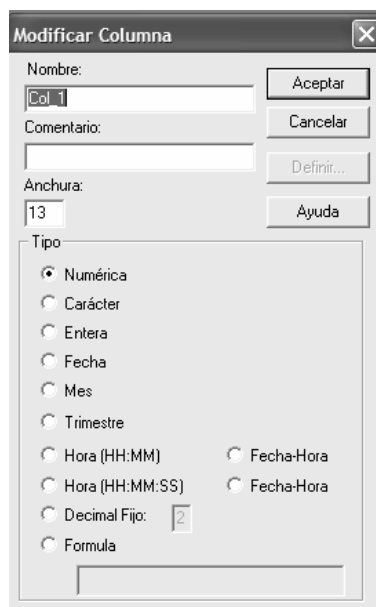 Modificar Columna
Nombre:
Col_1
Aceptar
Comentario:
Cancelar
Definir...
Anchura:
13
Ayuda
Tipo
Numérica
Carácter
Entera
Fecha
Mes
Trimestre
Hora (HH:MM) Fecha-Hora
Hora (HH:MM:SS) Fecha-Hora
Decimal Fijo: 2
Formula